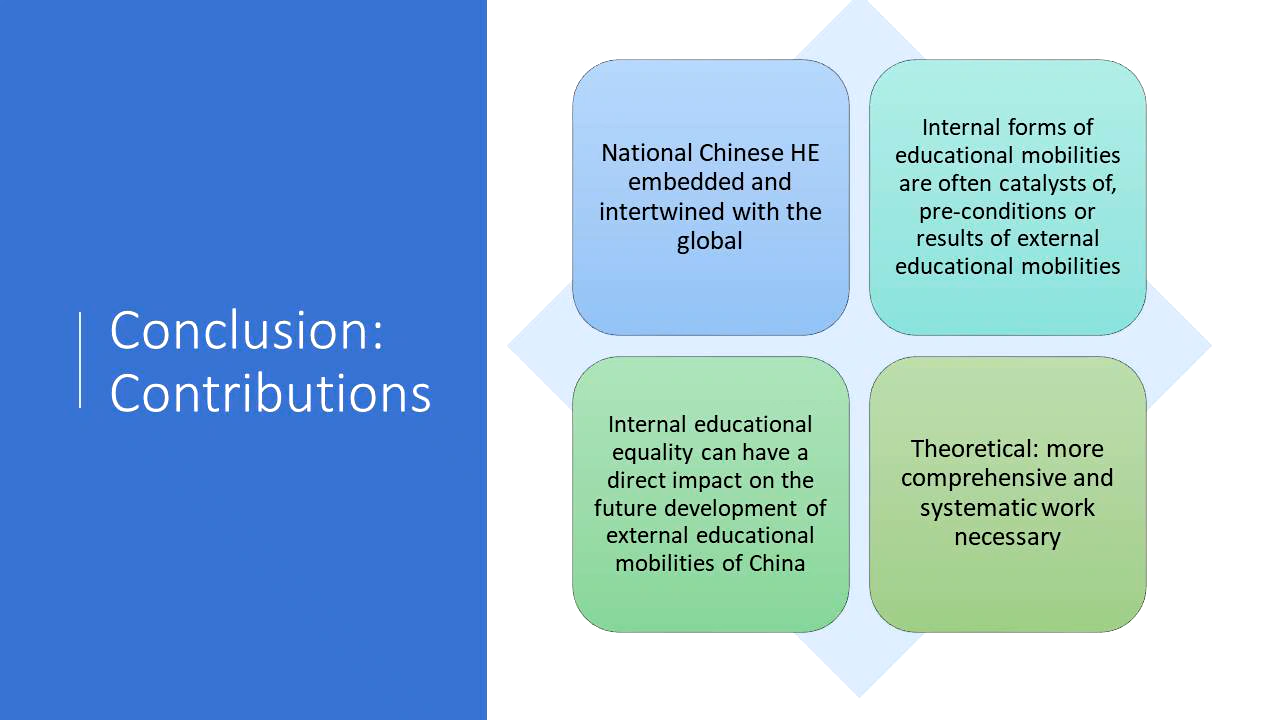 Conclusion:
Contributions
National Chinese HE
embedded and
intertwined with the
global
Internal forms of
educational mobilities
are often catalysts of,
pre-conditions or
results of external
educational mobilities
Internal educational
equality can have a
direct impact on the
future development of
external educational
mobilities of China
Theoretical: more
comprehensive and
systematic work
necessary